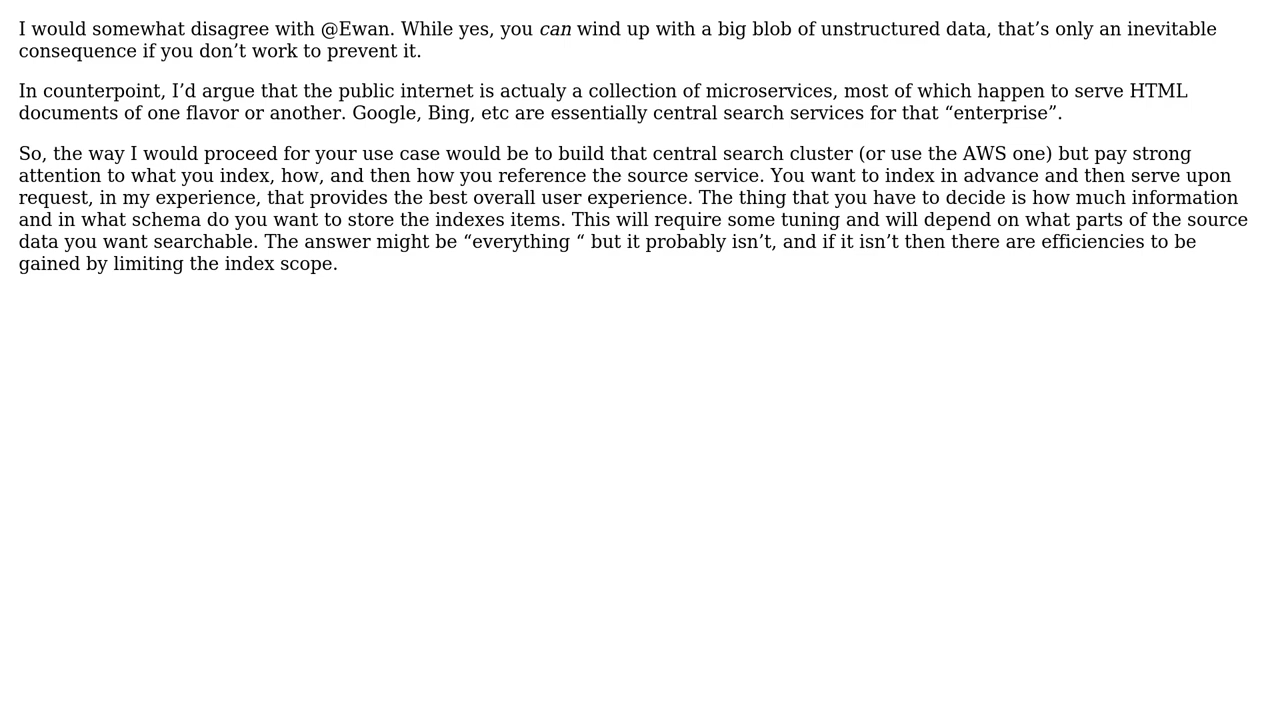 I would somewhat disagree with @Ewan. While yes, you can wind up with a big blob of unstructured data, that’s only an inevitable
consequence if you don’t work to prevent it.
In counterpoint, I’d argue that the public internet is actualy a collection of microservices, most of which happen to serve HTML
documents of one flavor or another. Google, Bing, etc are essentially central search services for that “enterprise”.
So, the way I would proceed for your use case would be to build that central search cluster (or use the AWS one) but pay strong
attention to what you index, how, and then how you reference the source service. You want to index in advance and then serve upon
request, in my experience, that provides the best overall user experience. The thing that you have to decide is how much information
and in what schema do you want to store the indexes items. This will require some tuning and will depend on what parts of the source
data you want searchable. The answer might be “everything “ but it probably isn’t, and if it isn’t then there are efficiencies to be
gained by limiting the index scope.